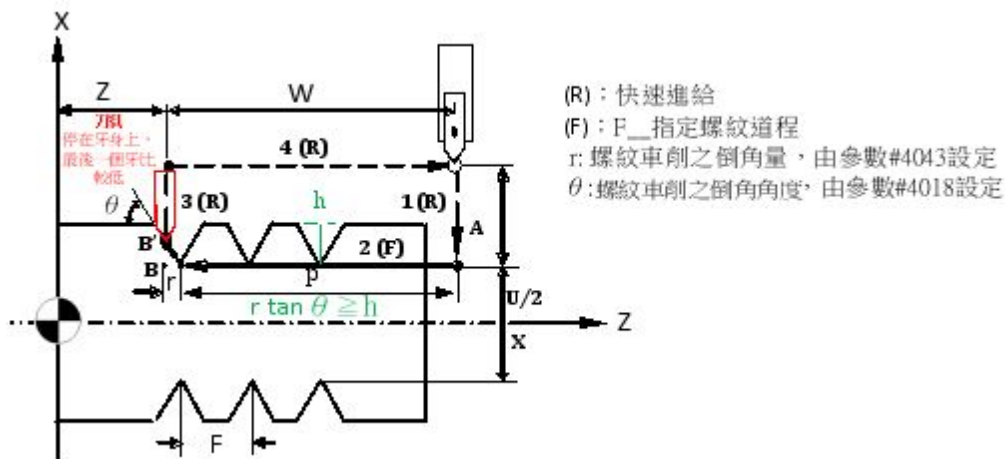 X
Z
W
刀具
停在牙身上，
最後一個牙比
較低
4 (R)
θ
3 (R)
h
1 (R)
A
B'
2 (F)
B
r
p
r tan θ ≧ h
U/2
Z
X
F
(R)：快速進給
(F)：F__指定螺紋道程
r: 螺紋車削之倒角量，由參數#4043設定
θ:螺紋車削之倒角角度，由參數#4018設定